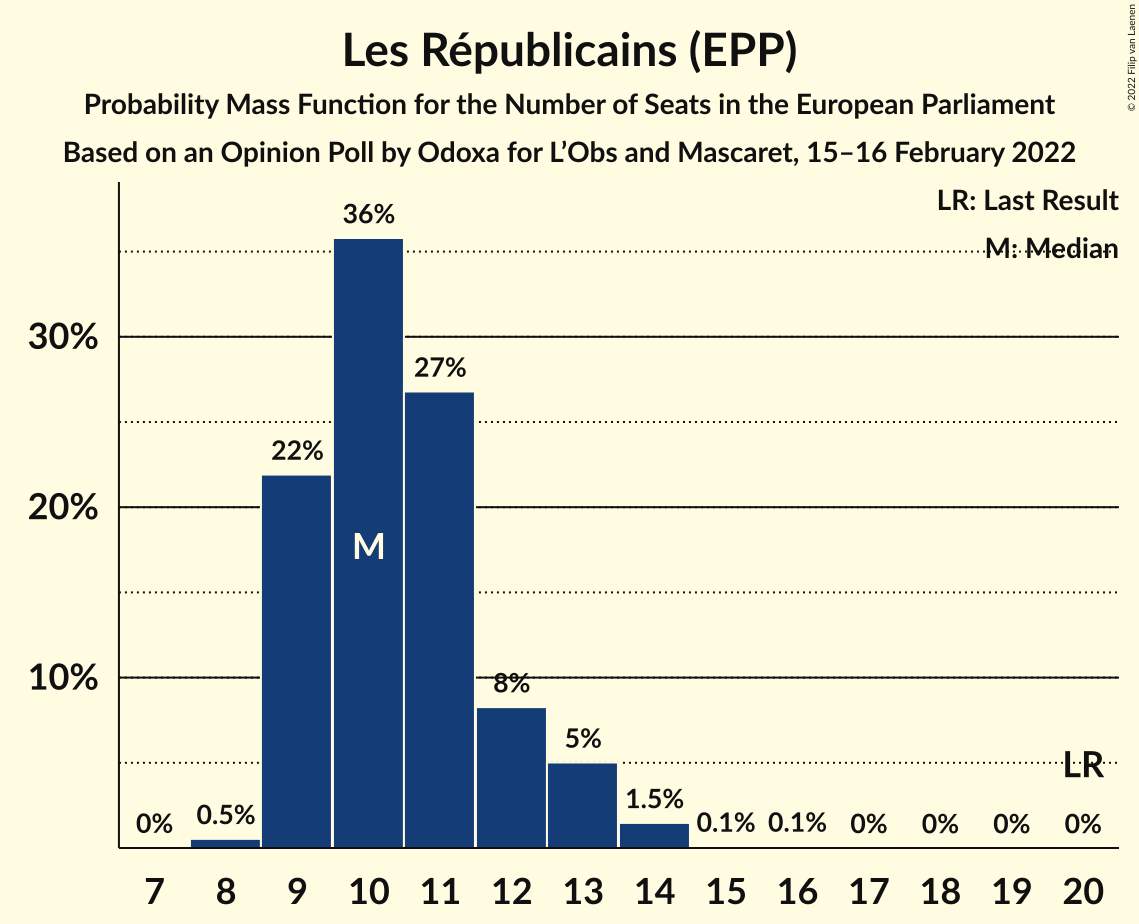 Les Républicains (EPP)
Probability Mass Function for the Number of Seats in the European Parliament
Based on an Opinion Poll by Odoxa for L’Obs and Mascaret, 15–16 February 2022
© 2022 Filip van Laenen
LR: Last Result
M: Median
30%
20%
10%
0%
0.5%
22%
36%
27%
8%
5%
1.5%
0.1%
0.1%
0%
0%
0%
0%
M
LR
7 8 9 10 11 12 13 14 15 16 17 18 19 20